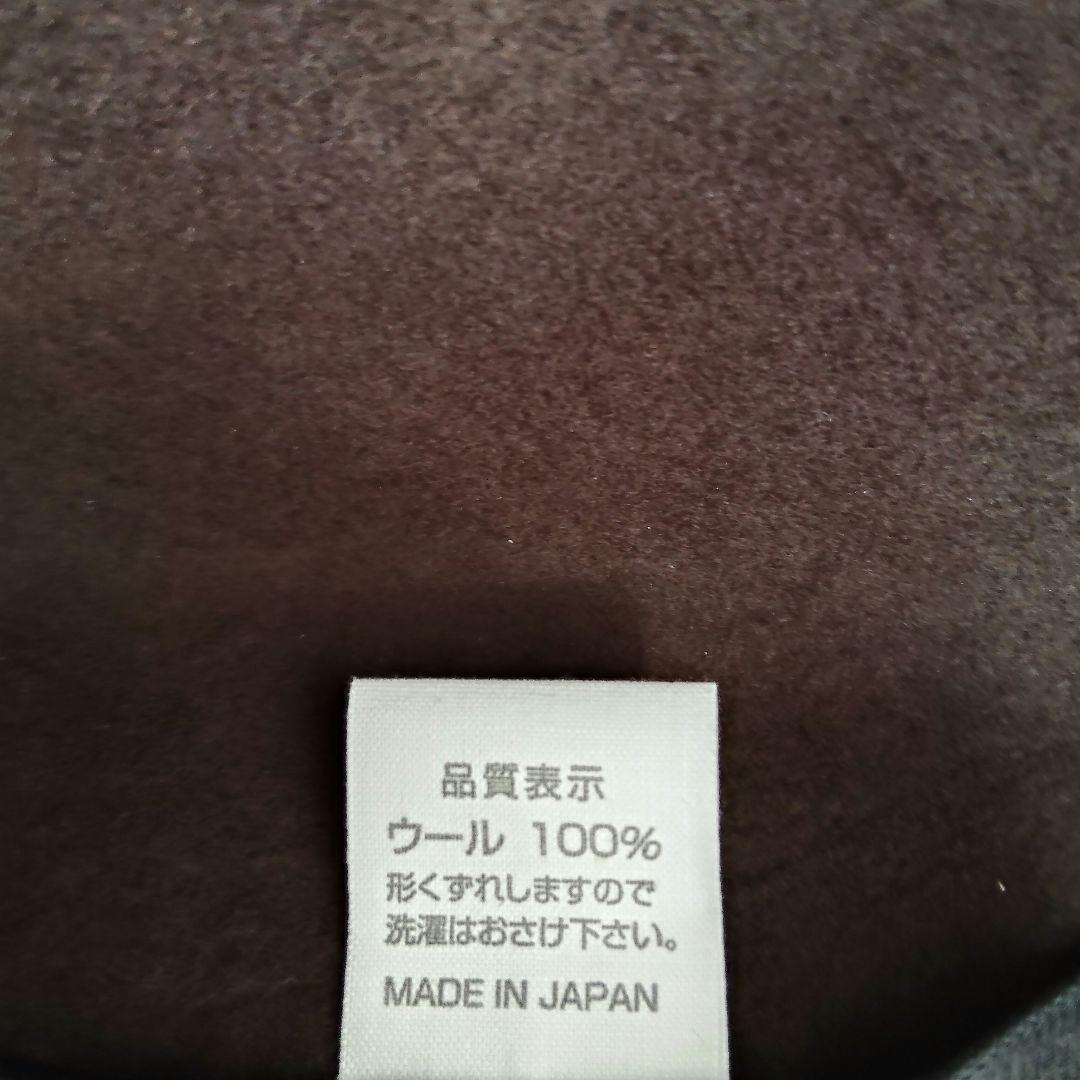 品質表示
ウール 100%
形くずれしますので
洗濯はおさけ下さい。
MADE IN JAPAN